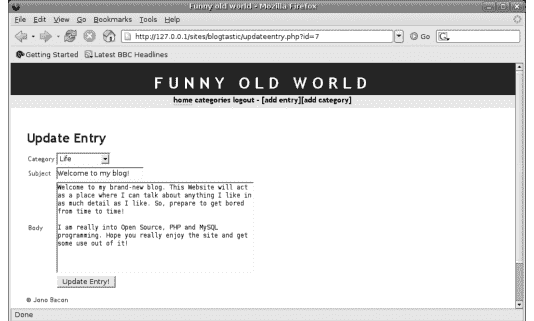 Funny old world - Mozilla Firefox
File Edit View Go Bookmarks Tools Help
http://127.0.0.1/sites/blogtastic/updateentry.php?id=7 Go G
Getting Started Latest BBC Headlines
FUNNY OLD WORLD
home categories logout - [add entry][add category]
Update Entry
Category Life
Subject Welcome to my blog!
Welcome to my brand-new blog. This Website will act
as a place where I can talk about anything I like in
as much detail as I like. So, prepare to get bored
from time to time!
Body
I am really into Open Source, PHP and MySQL
programming. Hope you really enjoy the site and get
some use out of it!
Update Entry!
© Jono Bacon
Done